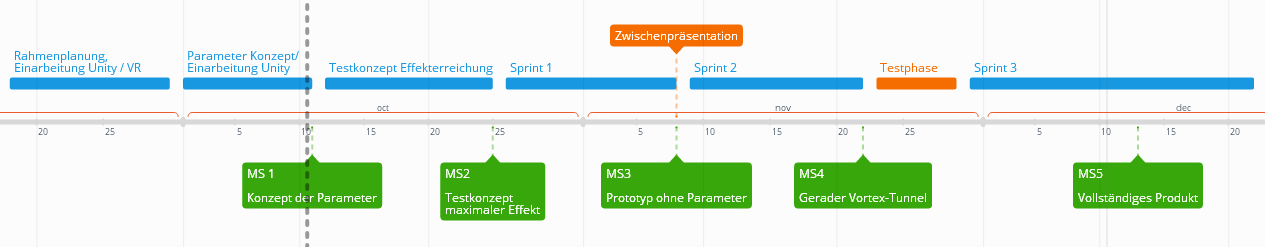 Zwischenpräsentation
Rahmenplanung,
Einarbeitung Unity / VR
Parameter Konzept/
Einarbeitung Unity
Testkonzept Effekterreichung
Sprint 1
Sprint 2
Testphase
Sprint 3
oct
nov
dec
20
25
5
10
15
20
25
5
10
15
20
25
5
10
15
20
MS 1
Konzept der Parameter
MS2
Testkonzept
maximaler Effekt
MS3
Prototyp ohne Parameter
MS4
Gerader Vortex-Tunnel
MS5
Vollständiges Produkt